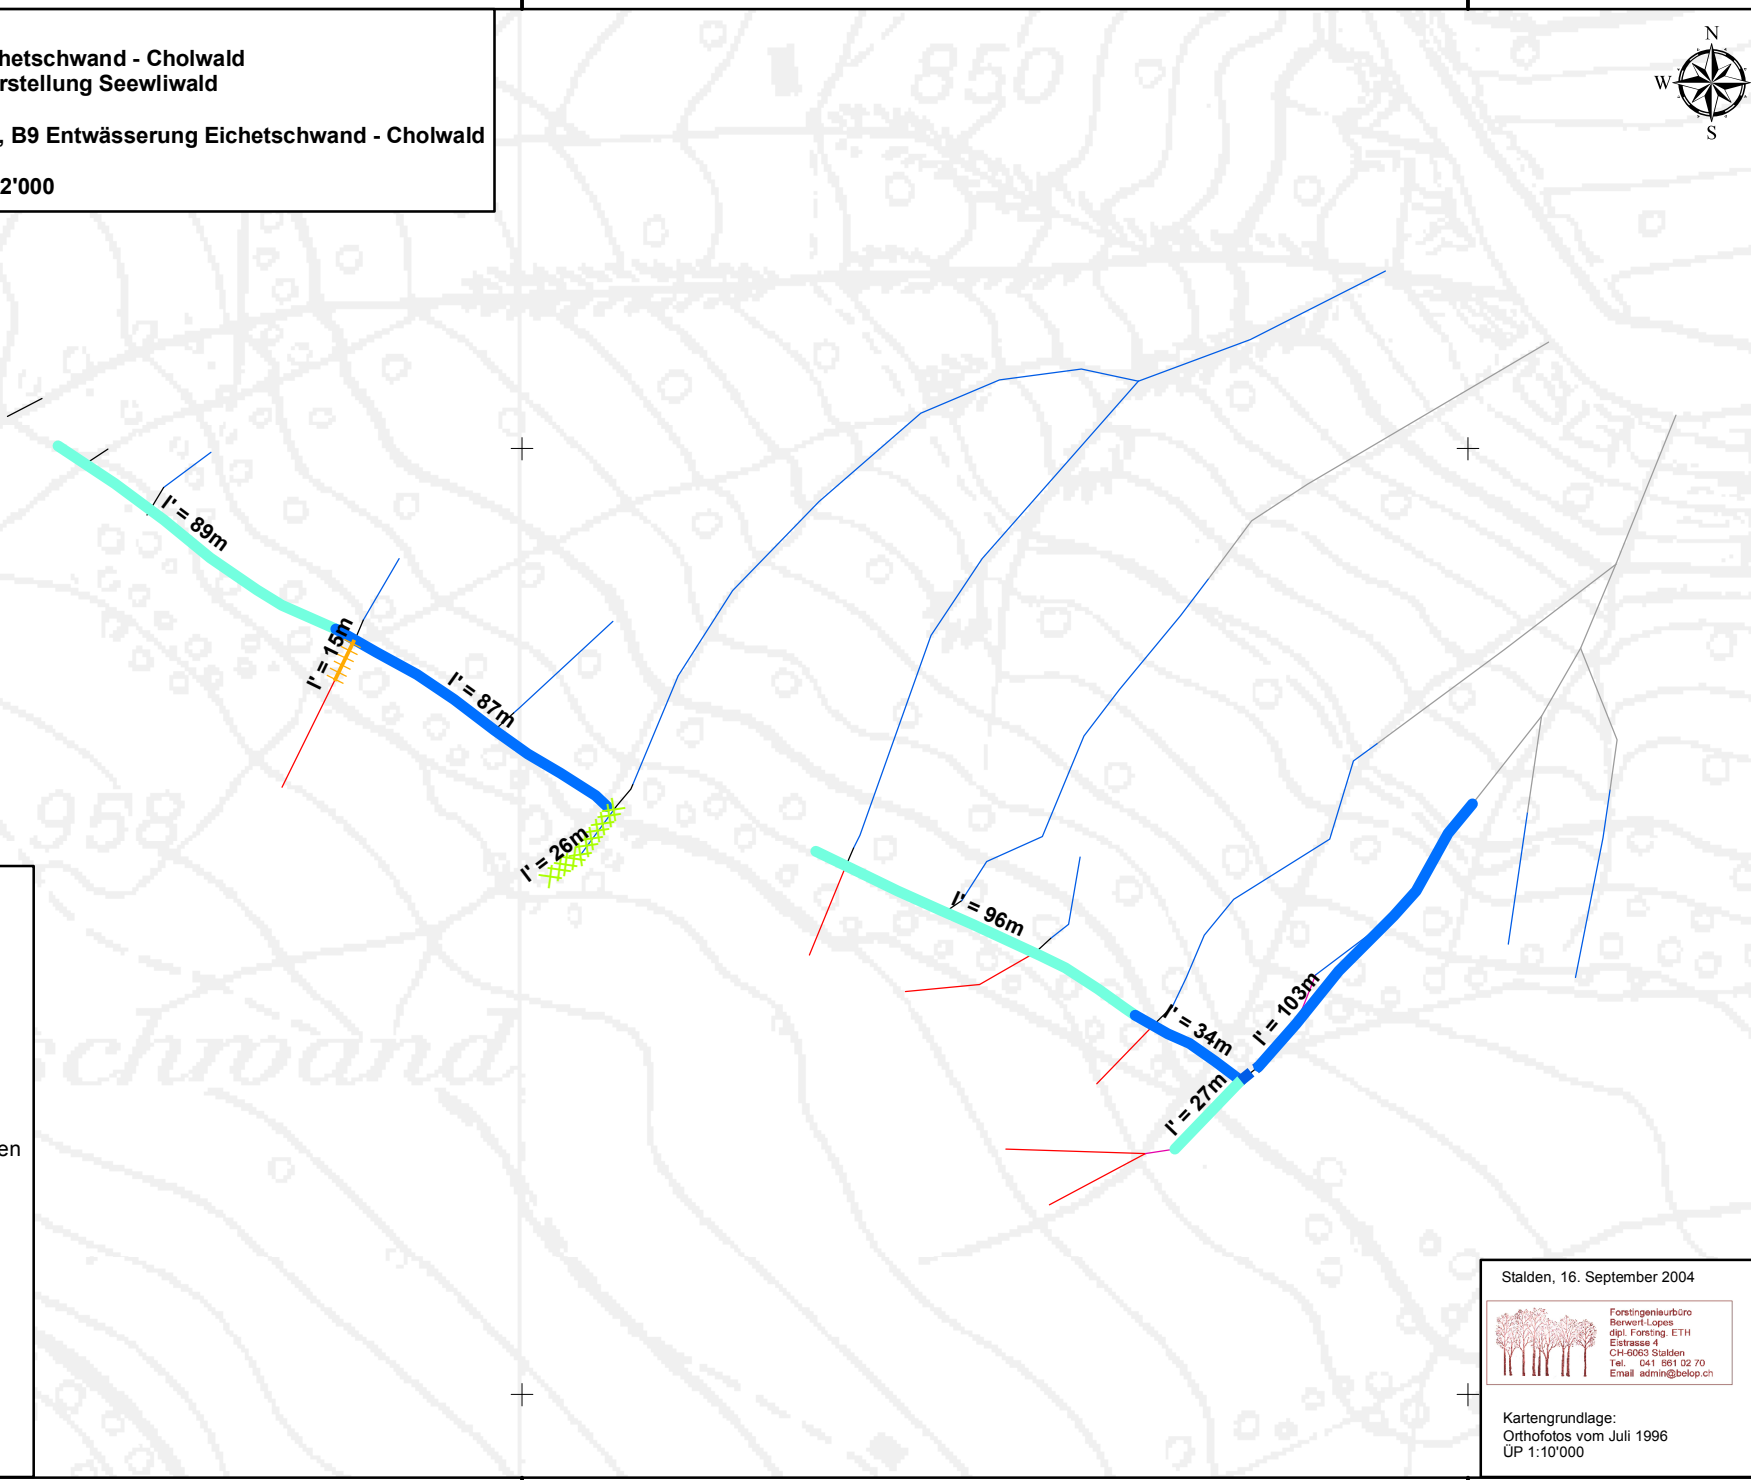 hetschwand - Cholwald
rstellung Seewliwald
, B9 Entwässerung Eichetschwand - Cholwald
2'000
850
N
W
S
l' = 89m
l' = 15m
l' = 87m
l' = 26m
958
l' = 96m
l' = 34m
l' = 103m
l' = 27m
schwand
en
Stalden, 16. September 2004
Forstingenieurbüro
Berwert-Lopes
dipl. Forsting. ETH
Eistrasse 4
CH-6063 Stalden
Tel. 041 661 02 70
Email admin@belop.ch
Kartengrundlage:
Orthofotos vom Juli 1996
ÜP 1:10'000